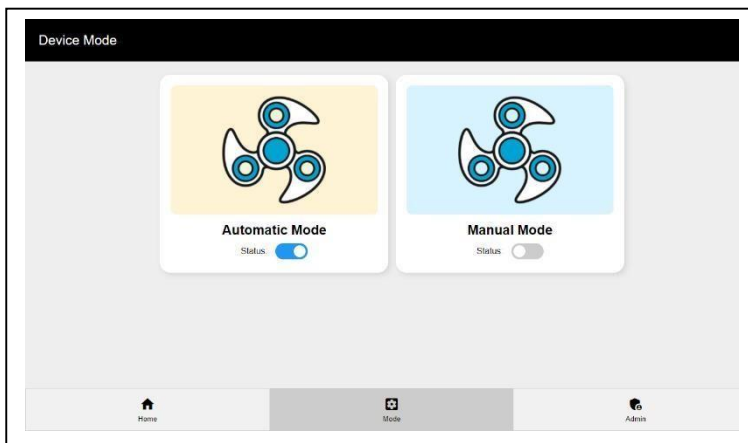 Device Mode
Automatic Mode
Status
Manual Mode
Status
Home
Mode
Admin